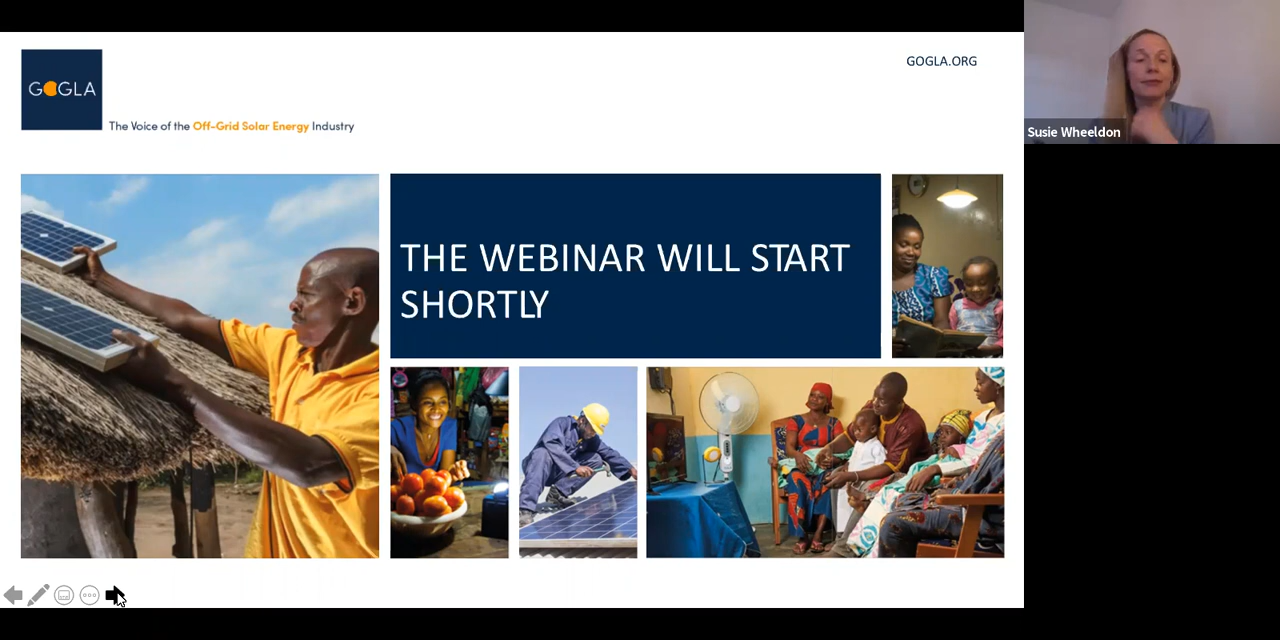 GOGLA
The Voice of the Off-Grid Solar Energy Industry
GOGLA.ORG
THE WEBINAR WILL START
SHORTLY
Susie Wheeldon